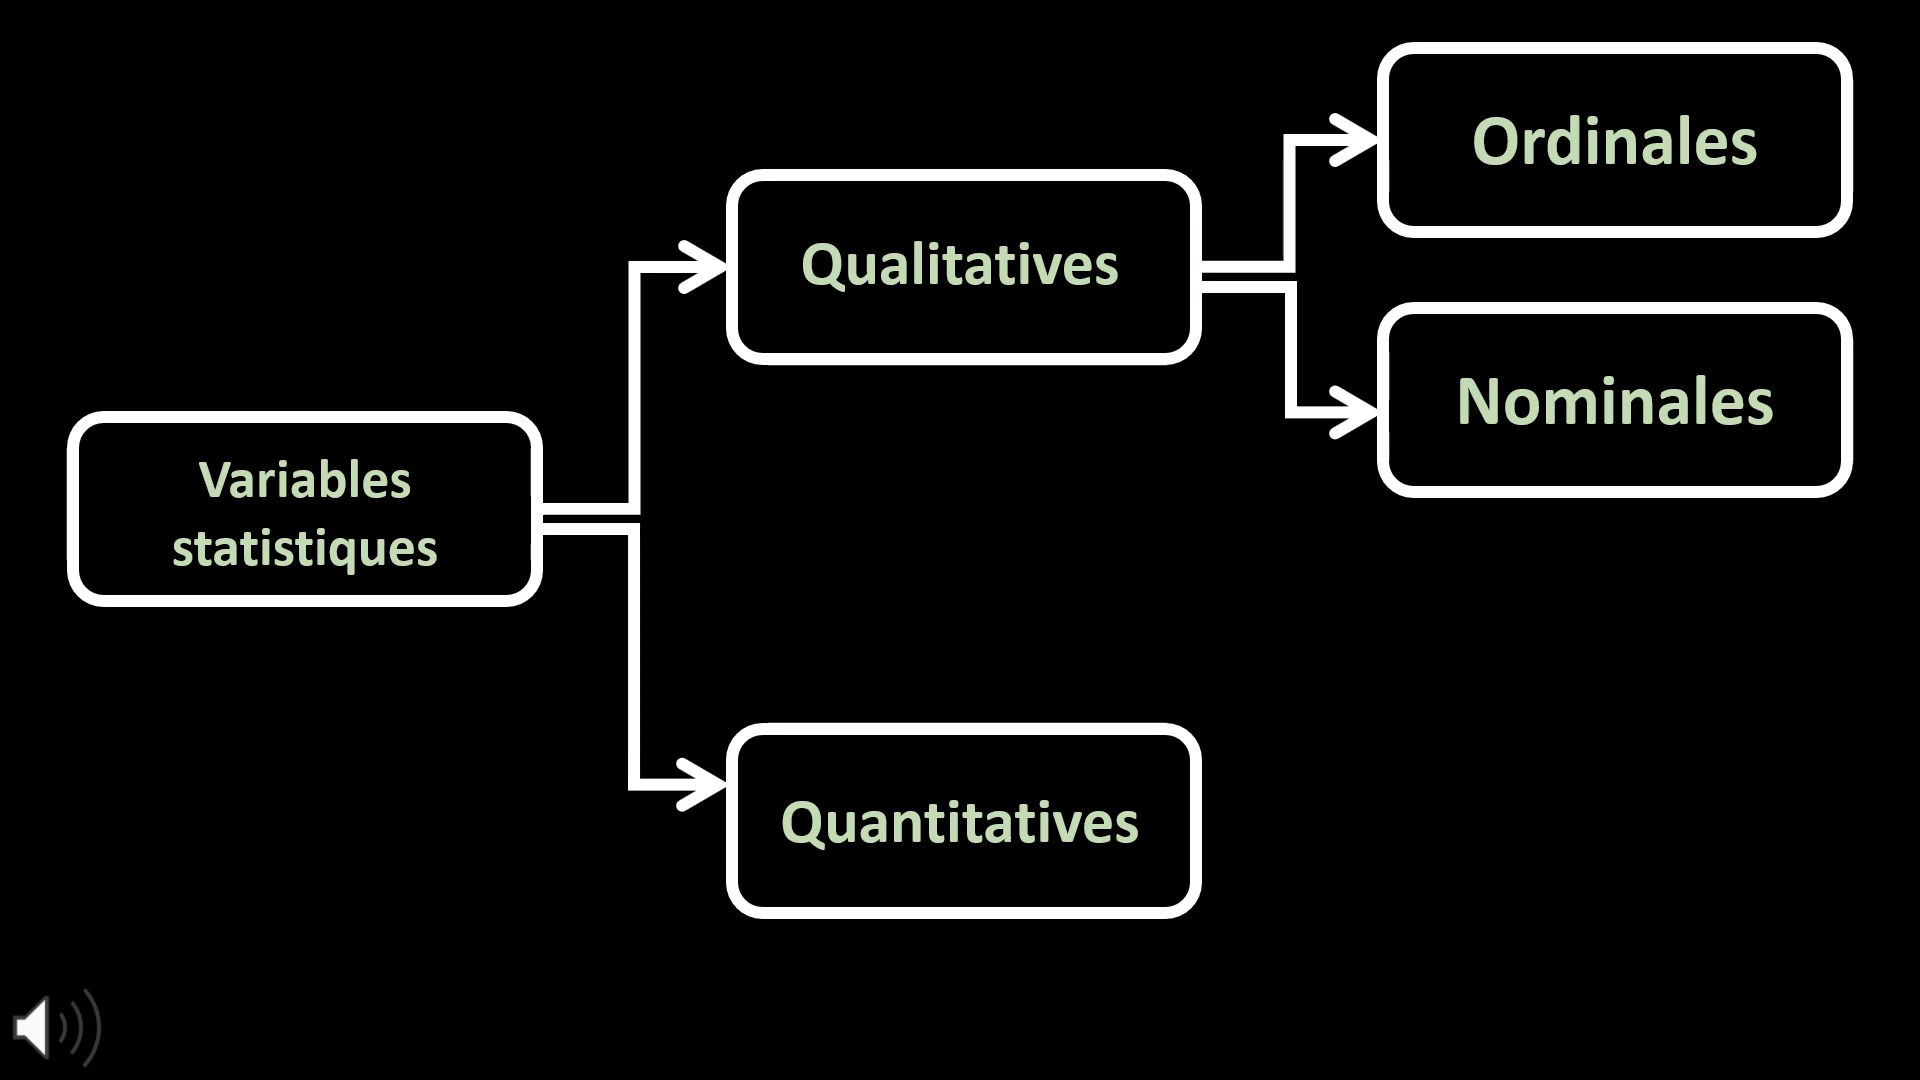 Ordinales
Qualitatives
Nominales
Variables
statistiques
Quantitatives